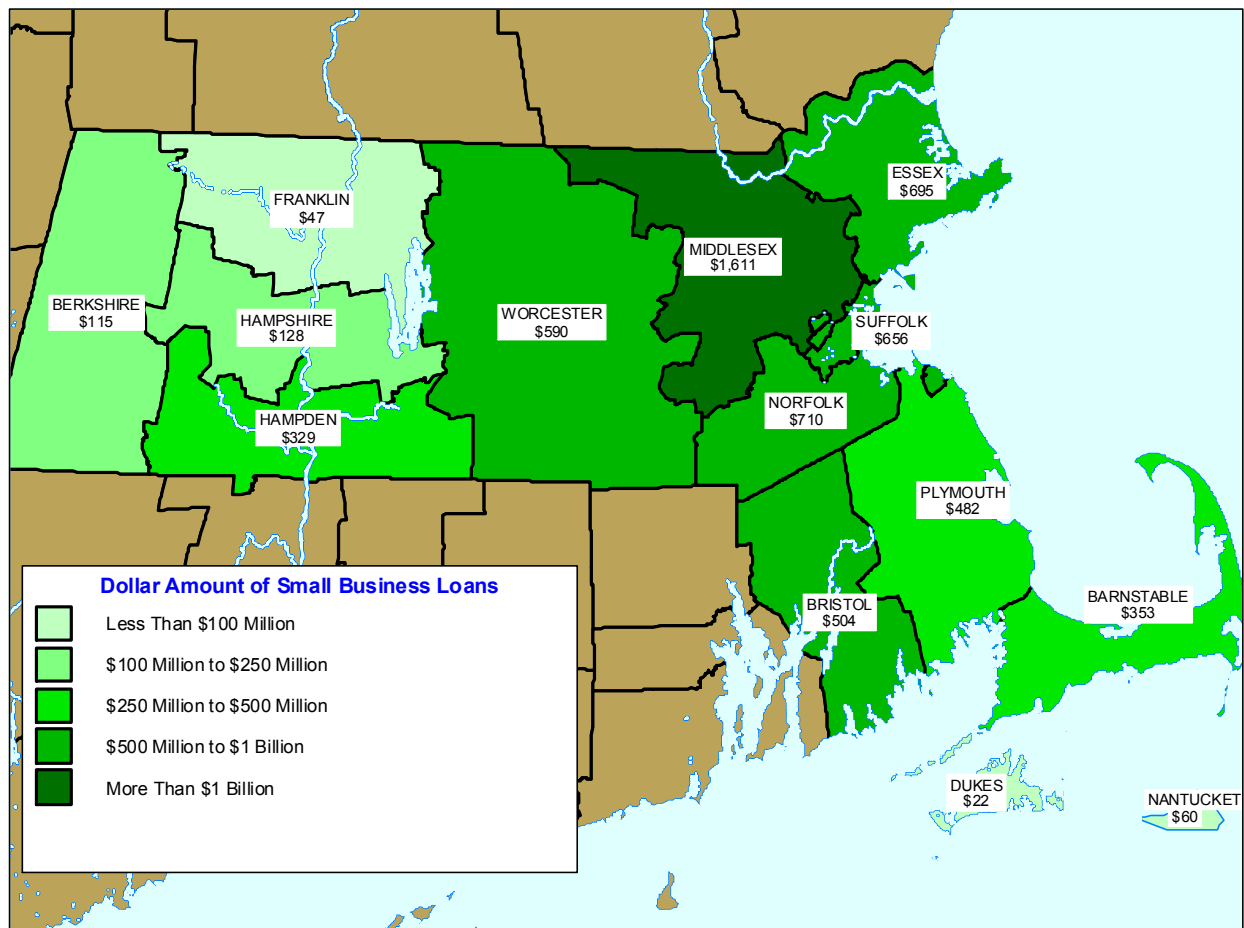 ESSEX
$695
FRANKLIN
$47
MIDDLESEX
$1,611
BERKSHIRE
$115
HAMPSHIRE
$128
WORCESTER
$590
SUFFOLK
$656
NORFOLK
$710
HAMPDEN
$329
PLYMOUTH
$482
BARNSTABLE
$353
BRISTOL
$504
DUKES
$22
NANTUCKET
$60
Dollar Amount of Small Business Loans
Less Than $100 Million
$100 Million to $250 Million
$250 Million to $500 Million
$500 Million to $1 Billion
More Than $1 Billion